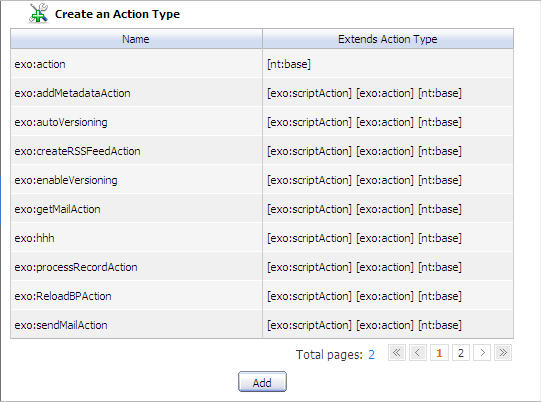 Create an Action Type
Name Extends Action Type
exo:action [nt:base]
exo:addMetadataAction [exo:scriptAction] [exo:action] [nt:base]
exo:autoVersioning [exo:scriptAction] [exo:action] [nt:base]
exo:createRSSFeedAction [exo:scriptAction] [exo:action] [nt:base]
exo:enableVersioning [exo:scriptAction] [exo:action] [nt:base]
exo:getMailAction [exo:scriptAction] [exo:action] [nt:base]
exo:hhh [exo:scriptAction] [exo:action] [nt:base]
exo:processRecordAction [exo:scriptAction] [exo:action] [nt:base]
exo:ReloadBPAction [exo:scriptAction] [exo:action] [nt:base]
exo:sendMailAction [exo:scriptAction] [exo:action] [nt:base]
Total pages: 2 1 2
Add